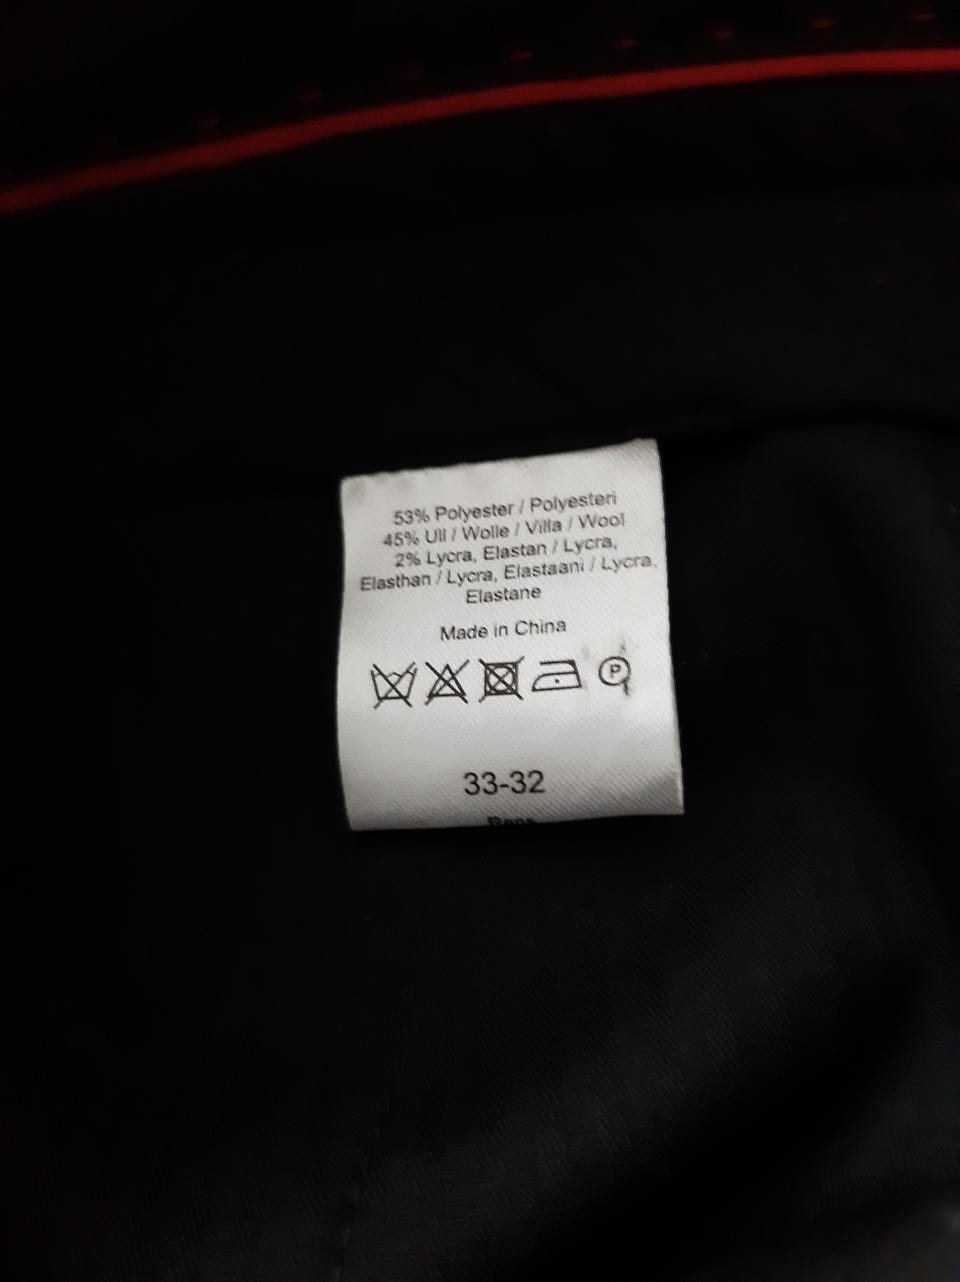 53% Polyester / Polyesteri
45% Ull / Wolle / Villa / Wool
2% Lycra, Elastan / Lycra,
Elasthan / Lycra, Elastaani / Lycra,
Elastane
Made in China
P
33-32